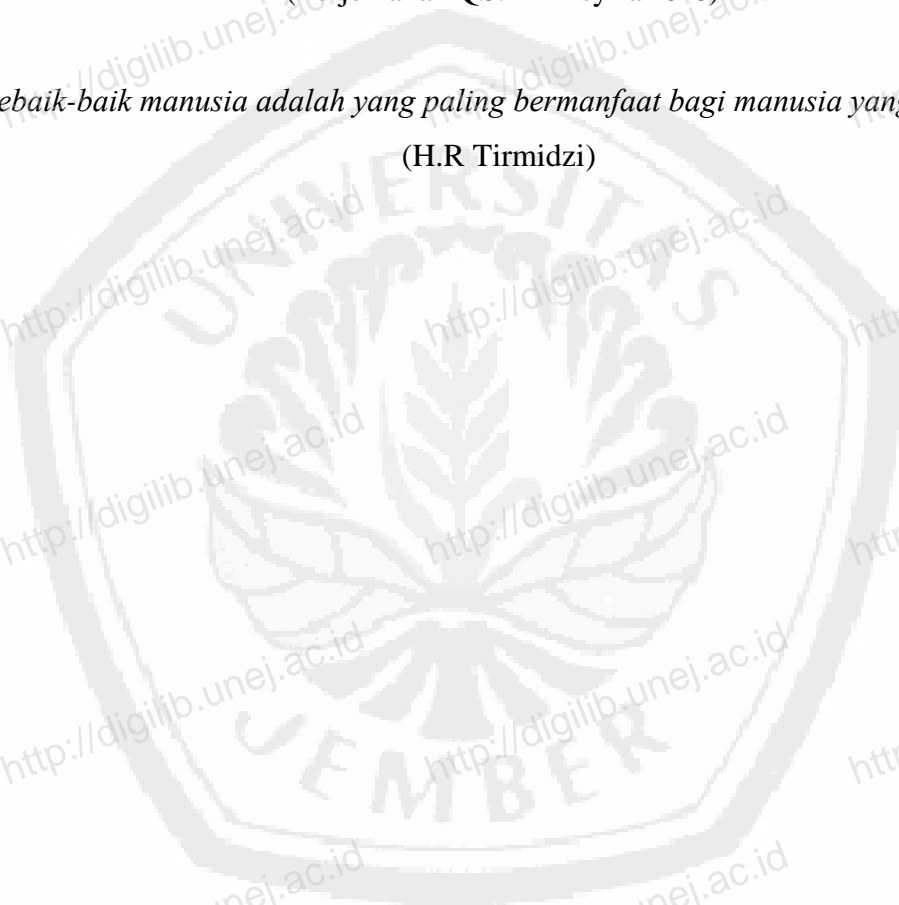 http://digilib.unej.ac.id http://digilib.unej.ac.id
ebaik-baik manusia adalah yang paling bermanfaat bagi manusia
(H.R Tirmidzi)
UNIVERSITAS
http://digilib.unej.ac.id http://digilib.unej.ac.id
http://digilib.unej.ac.id http://digilib.unej.ac.id
http://digilib.unej.ac.id http://digilib.unej.ac.id
JEMBER